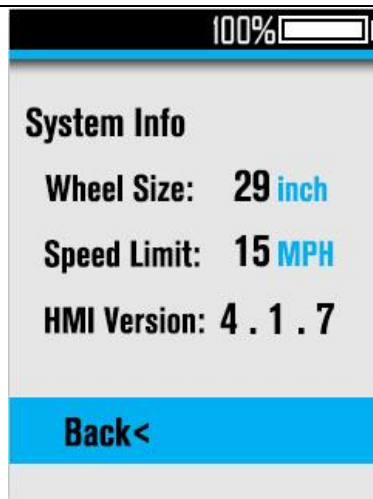 100%
System Info
Wheel Size: 29 inch
Speed Limit: 15 MPH
HMI Version: 4 . 1 . 7
Back<